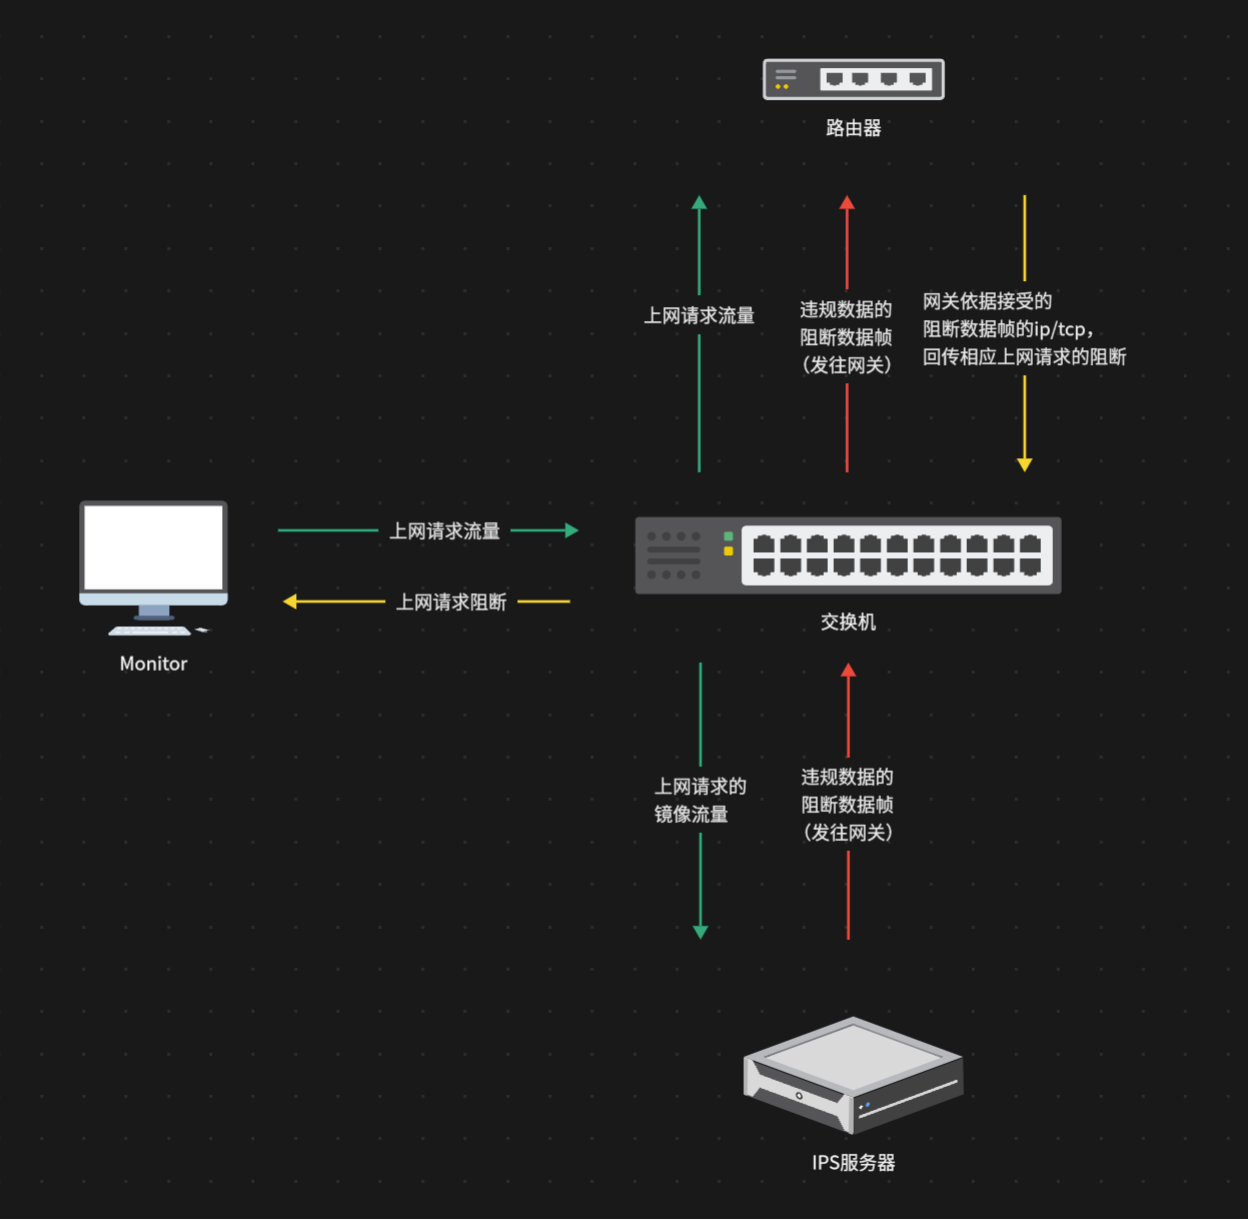 路由器
上网请求流量
违规数据的
阻断数据帧
（发往网关）
网关依据接受的
阻断数据帧的ip/tcp，
回传相应上网请求的阻断
上网请求流量
上网请求阻断
Monitor
交换机
上网请求的
镜像流量
违规数据的
阻断数据帧
（发往网关）
IPS服务器